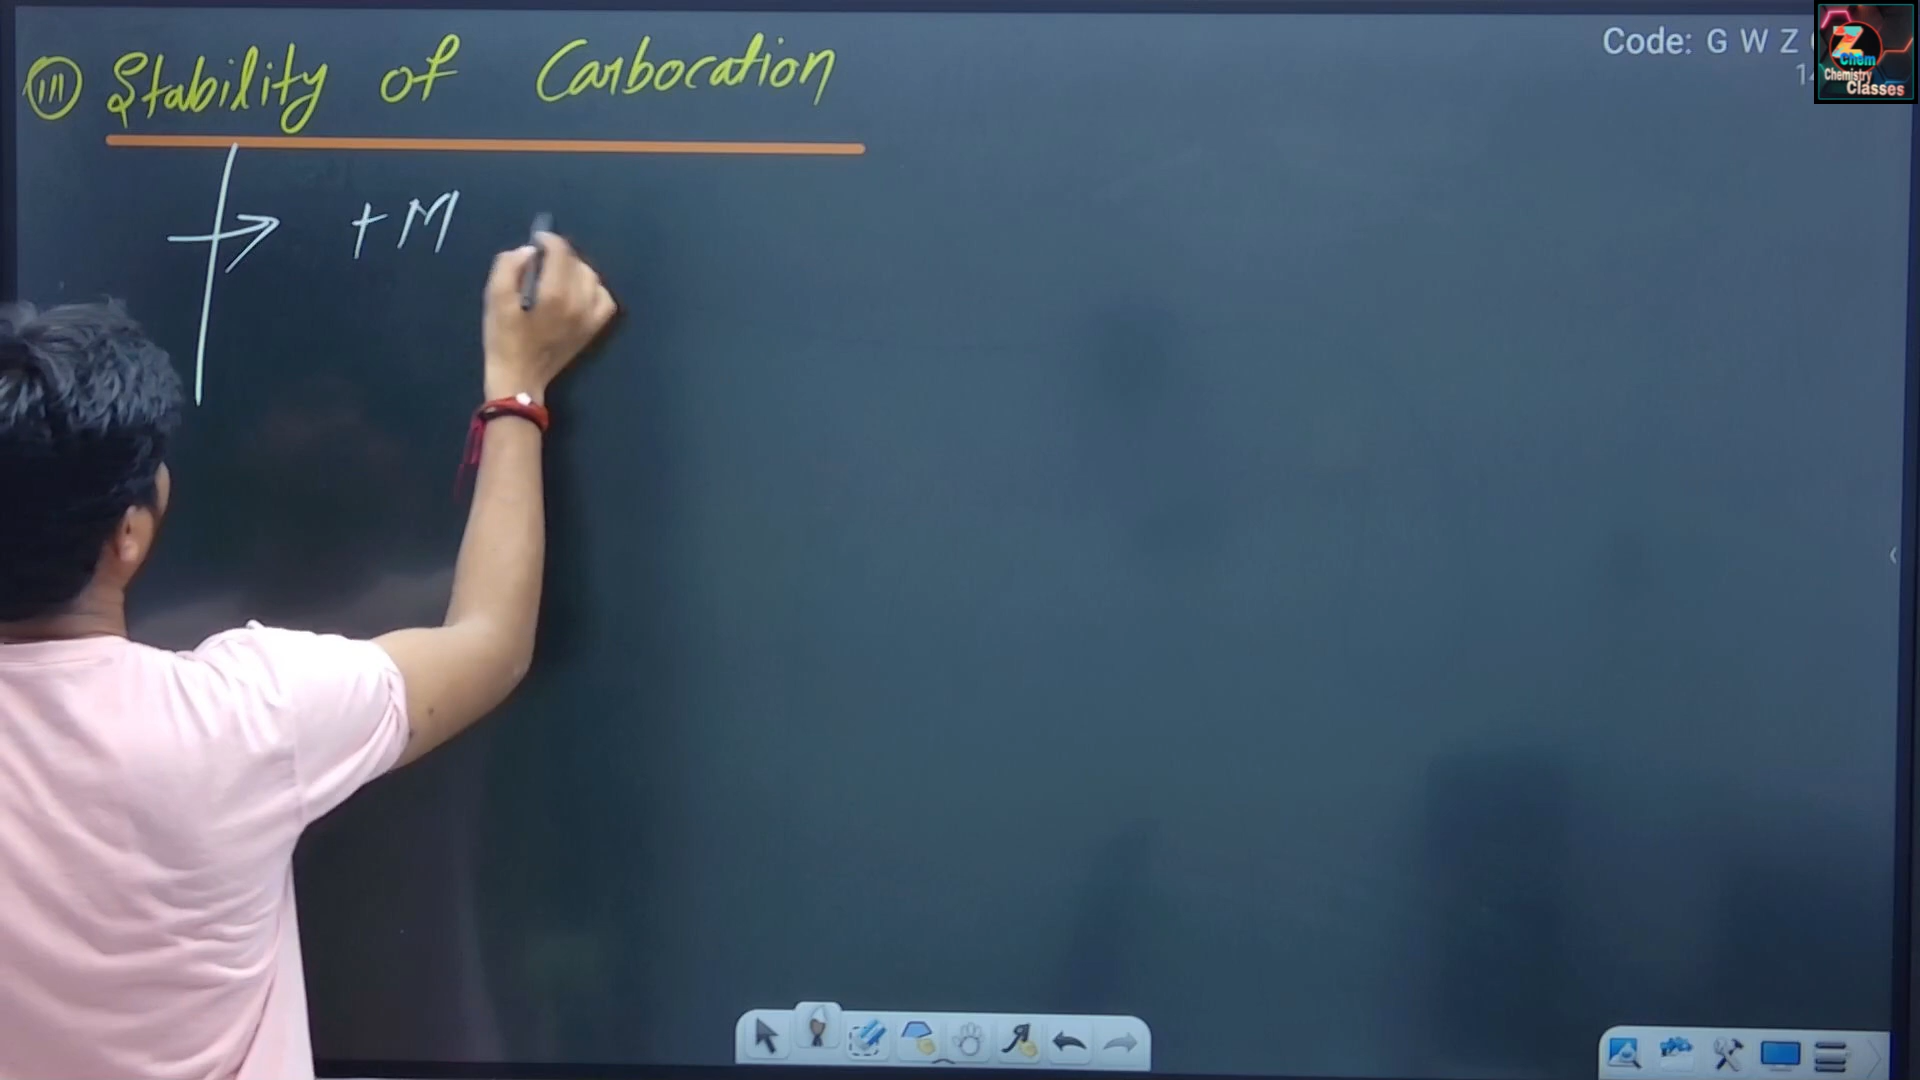 (III) Stability of Carbocation
Code: G W Z
+M
Z
Chem
Chemistry
Classes